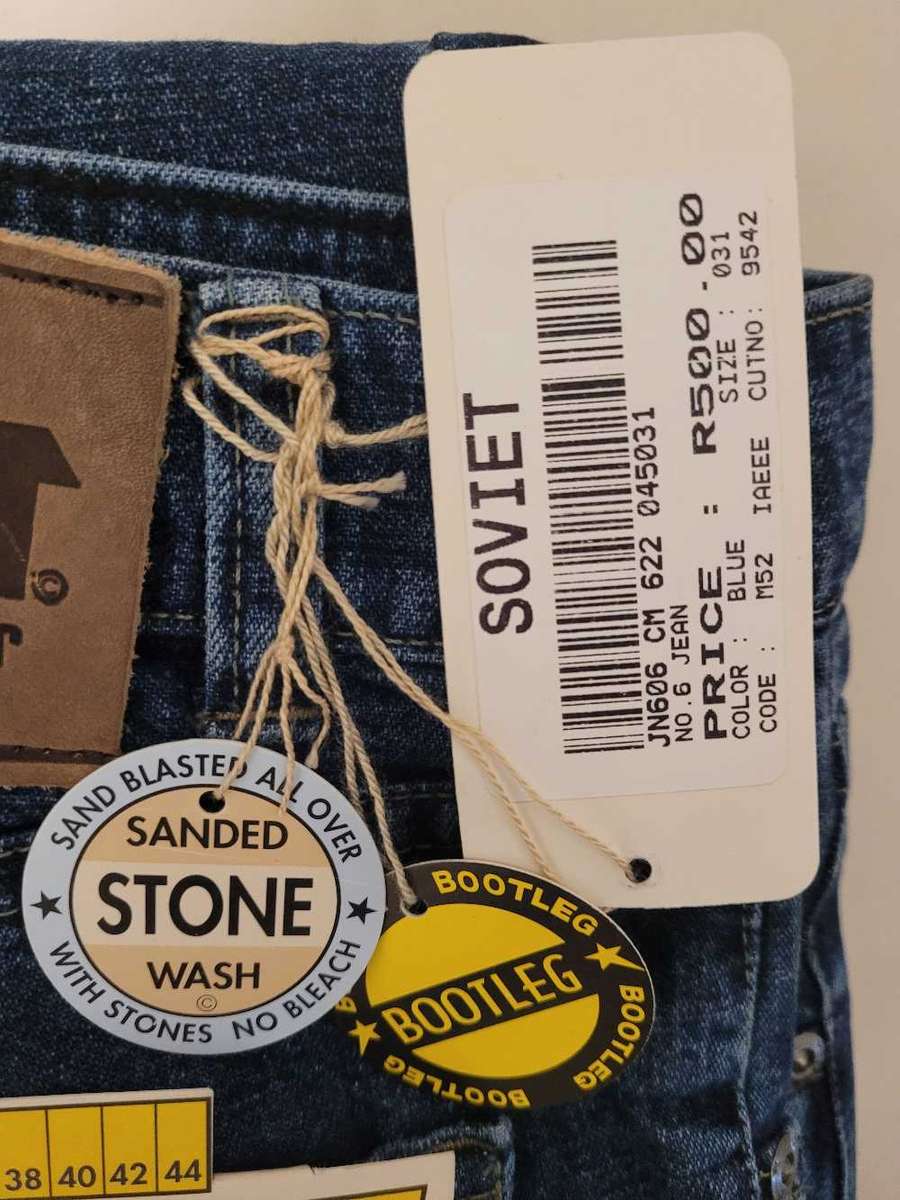 SOVIET
JN606 CM 622 045031
NO.6 JEAN
PRICE : R500.00
COLOR : BLUE SIZE : 031
CODE : M52 IAEEE CUTNO: 9542
SAND BLASTED ALL OVER
SANDED
STONE
WASH
©
WITH STONES NO BLEACH
BOOTLEG
BOOTLEG
BOOTLEG
BOOTLEG
©
38 40 42 44